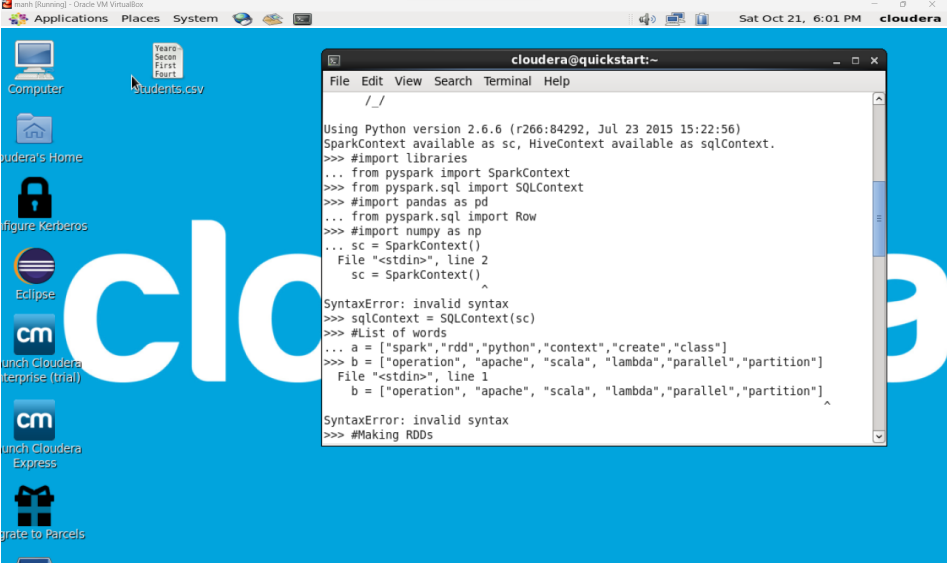 manh [Running] - Oracle VM VirtualBox
Applications Places System Sat Oct 21, 6:01 PM cloudera
Computer
Yearo
Secon
First
Fourt
Students.csv
oudera's Home
nfigure Kerberos
Eclipse
cm
unch Cloudera
nterprise (trial)
cm
unch Cloudera
Express
grate to Parcels
clo
a
cloudera@quickstart:~
File Edit View Search Terminal Help
/_/
Using Python version 2.6.6 (r266:84292, Jul 23 2015 15:22:56)
SparkContext available as sc, HiveContext available as sqlContext.
>>> #import libraries
... from pyspark import SparkContext
>>> from pyspark.sql import SQLContext
>>> #import pandas as pd
... from pyspark.sql import Row
>>> #import numpy as np
... sc = SparkContext()
  File "<stdin>", line 2
    sc = SparkContext()
     ^
SyntaxError: invalid syntax
>>> sqlContext = SQLContext(sc)
>>> #List of words
... a = ["spark","rdd","python","context","create","class"]
>>> b = ["operation", "apache", "scala", "lambda","parallel","partition"]
  File "<stdin>", line 1
    b = ["operation", "apache", "scala", "lambda","parallel","partition"]
     ^
SyntaxError: invalid syntax
>>> #Making RDDs